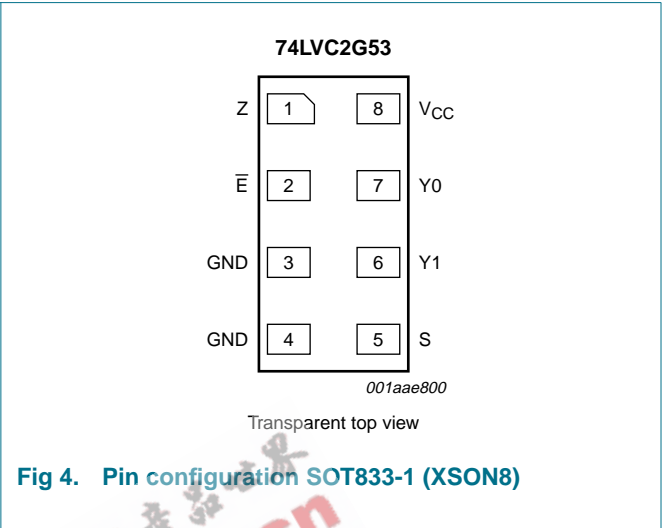 74LVC2G53
Z 1 8 VCC
E̅ 2 7 Y0
GND 3 6 Y1
GND 4 5 S
001aae800
Transparent top view
Fig 4. Pin configuration SOT833-1 (XSON8)